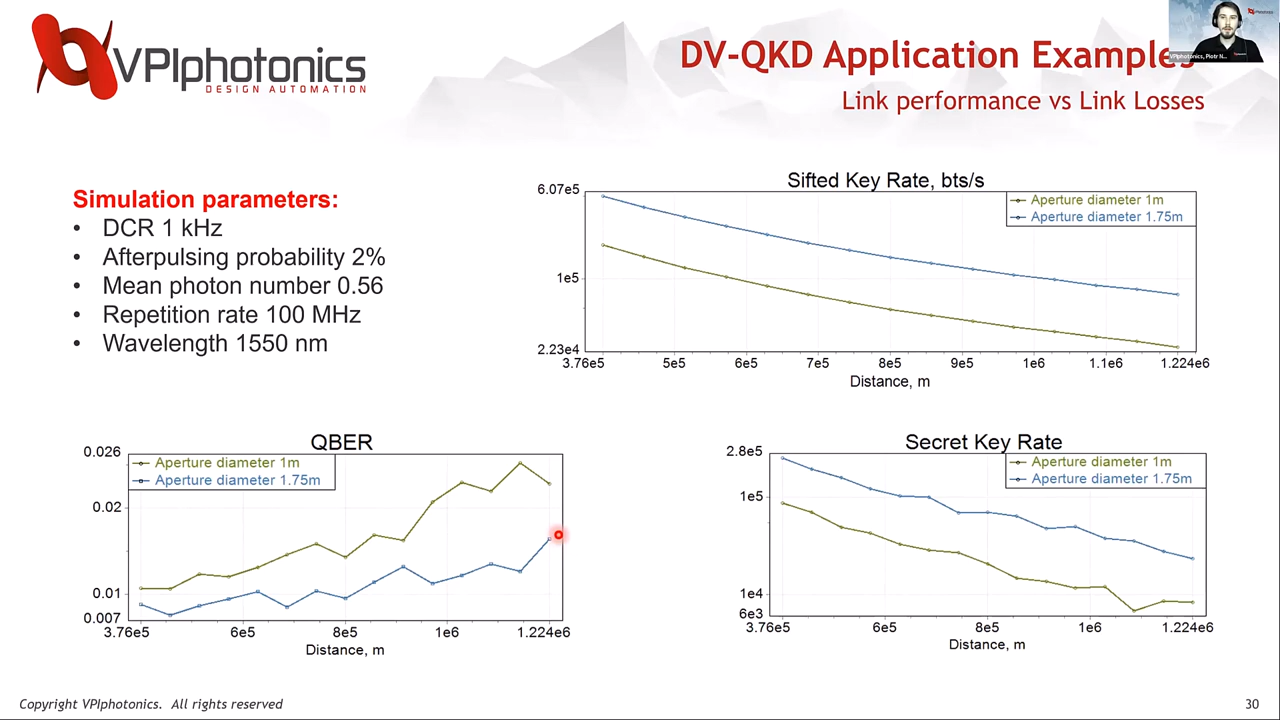 VPIphotonics
DESIGN AUTOMATION
DV-QKD Application Examples
Link performance vs Link Losses
VPIphotonics, Piotr N...
Simulation parameters:
• DCR 1 kHz
• Afterpulsing probability 2%
• Mean photon number 0.56
• Repetition rate 100 MHz
• Wavelength 1550 nm
Sifted Key Rate, bts/s
6.07e5
1e5
2.23e4
Aperture diameter 1m
Aperture diameter 1.75m
3.76e5 5e5 6e5 7e5 8e5 9e5 1e6 1.1e6 1.224e6
Distance, m
QBER
0.026
0.02
0.01
0.007
Aperture diameter 1m
Aperture diameter 1.75m
3.76e5 6e5 8e5 1e6 1.224e6
Distance, m
Secret Key Rate
2.8e5
1e5
1e4
6e3
Aperture diameter 1m
Aperture diameter 1.75m
3.76e5 6e5 8e5 1e6 1.224e6
Distance, m
Copyright VPIphotonics. All rights reserved
30